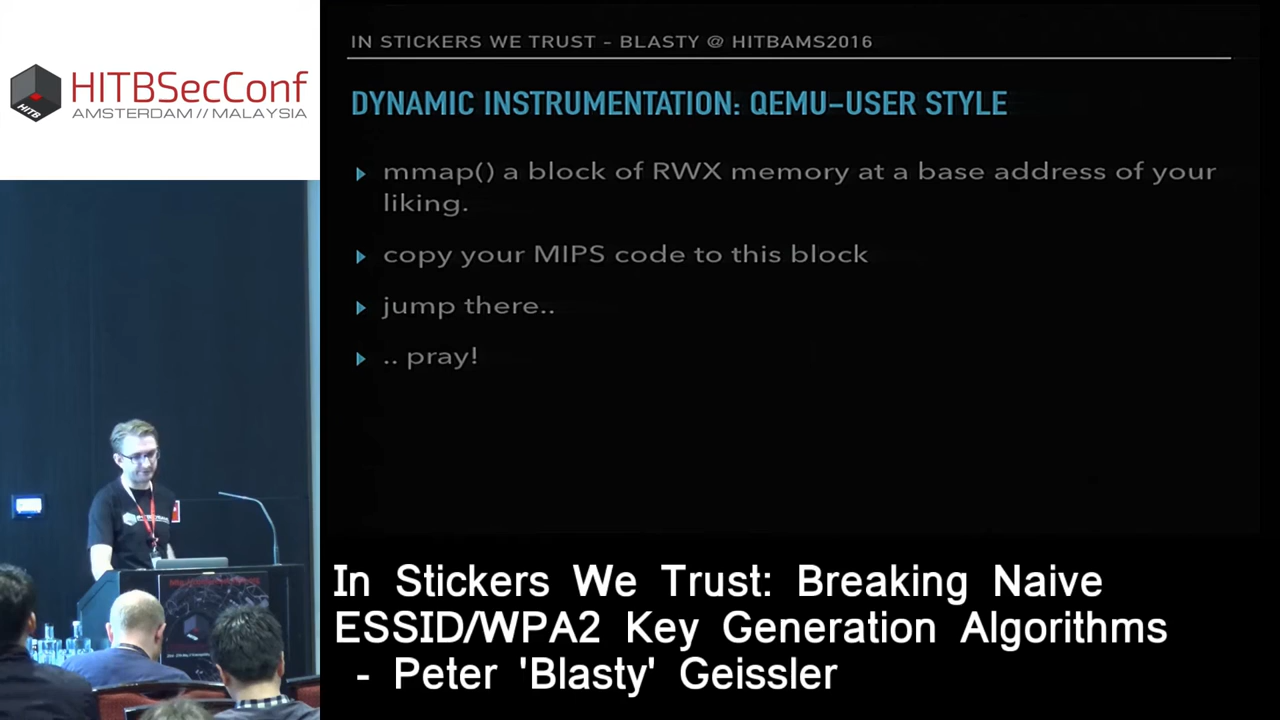 HITBSecConf
AMSTERDAM // MALAYSIA
HITB
IN STICKERS WE TRUST - BLASTY @ HITBAMS2016
DYNAMIC INSTRUMENTATION: QEMU-USER STYLE
mmap() a block of RWX memory at a base address of your
liking.
copy your MIPS code to this block
jump there..
.. pray!
In Stickers We Trust: Breaking Naive
ESSID/WPA2 Key Generation Algorithms
- Peter 'Blasty' Geissler